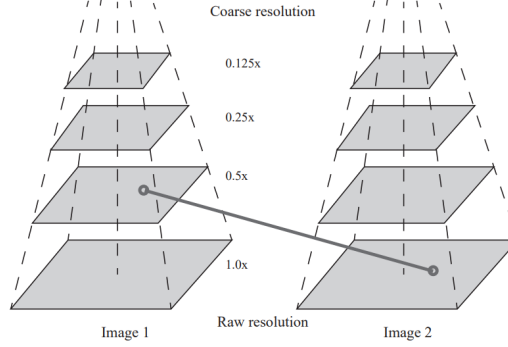 Coarse resolution
0.125x
0.25x
0.5x
1.0x
Raw resolution
Image 1
Image 2